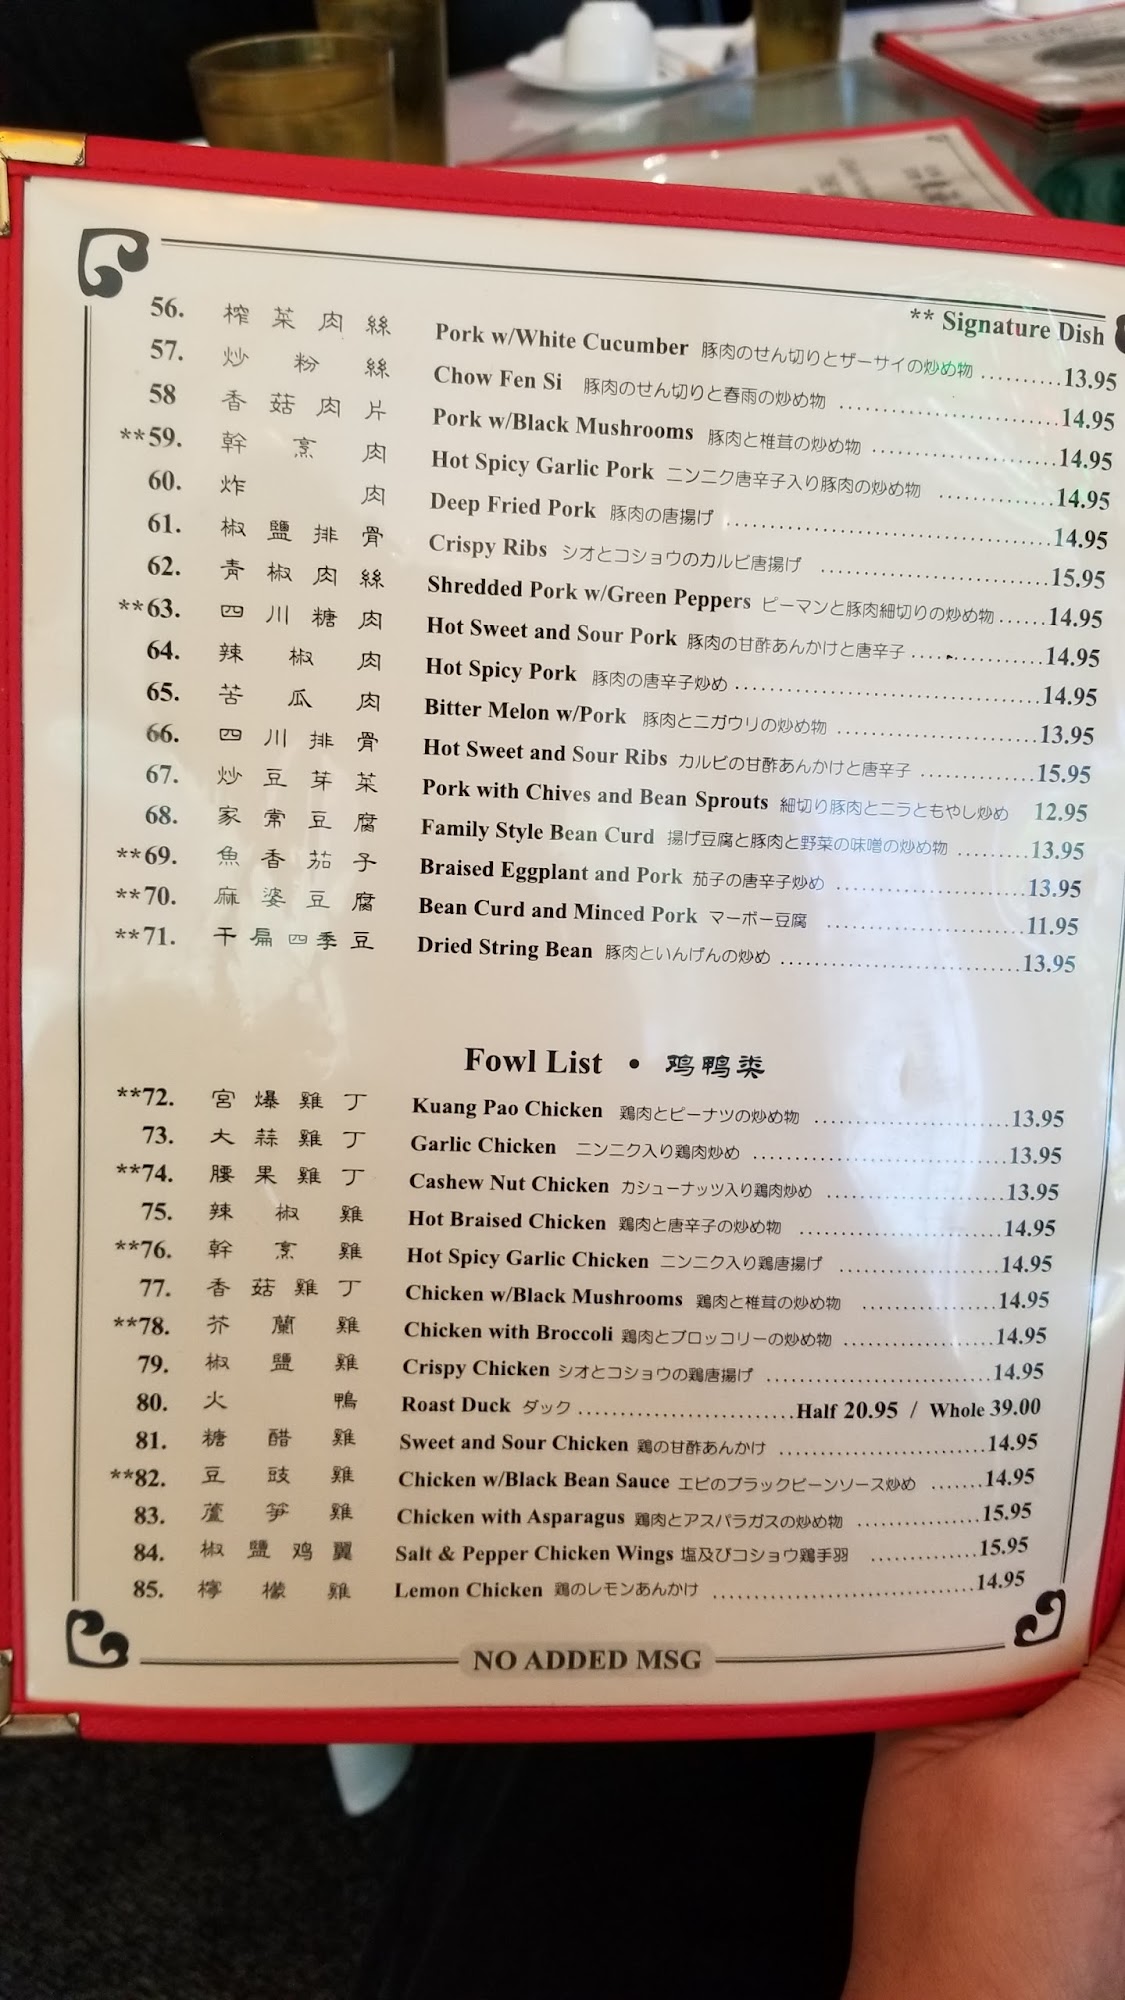 ** Signature Dish
56. 榨菜肉絲 Pork w/White Cucumber 豚肉のせん切りとザーサイの炒め物 ..........13.95
57. 炒粉絲 Chow Fen Si 豚肉のせん切りと春雨の炒め物 ...........................14.95
58 香菇肉片 Pork w/Black Mushrooms 豚肉と椎茸の炒め物 .......................14.95
**59. 幹烹肉 Hot Spicy Garlic Pork ニンニク唐辛子入り豚肉の炒め物 ..............14.95
60. 炸肉 Deep Fried Pork 豚肉の唐揚げ .........................................14.95
61. 椒鹽排骨 Crispy Ribs シオとコショウのカルビ唐揚げ ............................15.95
62. 青椒肉絲 Shredded Pork w/Green Peppers ピーマンと豚肉細切りの炒め物 ......14.95
**63. 四川糖肉 Hot Sweet and Sour Pork 豚肉の甘酢あんかけと唐辛子 ................14.95
64. 辣椒肉 Hot Spicy Pork 豚肉の唐辛子炒め .....................................14.95
65. 苦瓜肉 Bitter Melon w/Pork 豚肉とニガウリの炒め物 .........................13.95
66. 四川排骨 Hot Sweet and Sour Ribs カルビの甘酢あんかけと唐辛子 ..............15.95
67. 炒豆芽菜 Pork with Chives and Bean Sprouts 細切り豚肉とニラともやし炒め 12.95
68. 家常豆腐 Family Style Bean Curd 揚げ豆腐と豚肉と野菜の味噌の炒め物 .........13.95
**69. 魚香茄子 Braised Eggplant and Pork 茄子の唐辛子炒め .......................13.95
**70. 麻婆豆腐 Bean Curd and Minced Pork マーボー豆腐 ........................11.95
**71. 干扁四季豆 Dried String Bean 豚肉といんげんの炒め .............................13.95
Fowl List • 鸡鸭类
**72. 宮爆雞丁 Kuang Pao Chicken 鶏肉とピーナツの炒め物 .......................13.95
73. 大蒜雞丁 Garlic Chicken ニンニク入り鶏肉炒め ..............................13.95
**74. 腰果雞丁 Cashew Nut Chicken カシューナッツ入り鶏肉炒め .....................13.95
75. 辣椒雞 Hot Braised Chicken 鶏肉と唐辛子の炒め物 ........................14.95
**76. 幹烹雞 Hot Spicy Garlic Chicken ニンニク入り鶏唐揚げ ...................14.95
77. 香菇雞丁 Chicken w/Black Mushrooms 鶏肉と椎茸の炒め物 ................14.95
**78. 芥蘭雞 Chicken with Broccoli 鶏肉とブロッコリーの炒め物 ...................14.95
79. 椒鹽雞 Crispy Chicken シオとコショウの鶏唐揚げ ...........................14.95
80. 火鴨 Roast Duck ダック ..........................Half 20.95 / Whole 39.00
81. 糖醋雞 Sweet and Sour Chicken 鶏の甘酢あんかけ .........................14.95
**82. 豆豉雞 Chicken w/Black Bean Sauce エビのブラックビーンソース炒め .......14.95
83. 蘆笋雞 Chicken with Asparagus 鶏肉とアスパラガスの炒め物 ...............15.95
84. 椒鹽鸡翼 Salt & Pepper Chicken Wings 塩及びコショウ鶏手羽 .............15.95
85. 檸檬雞 Lemon Chicken 鶏のレモンあんかけ ................................14.95
NO ADDED MSG